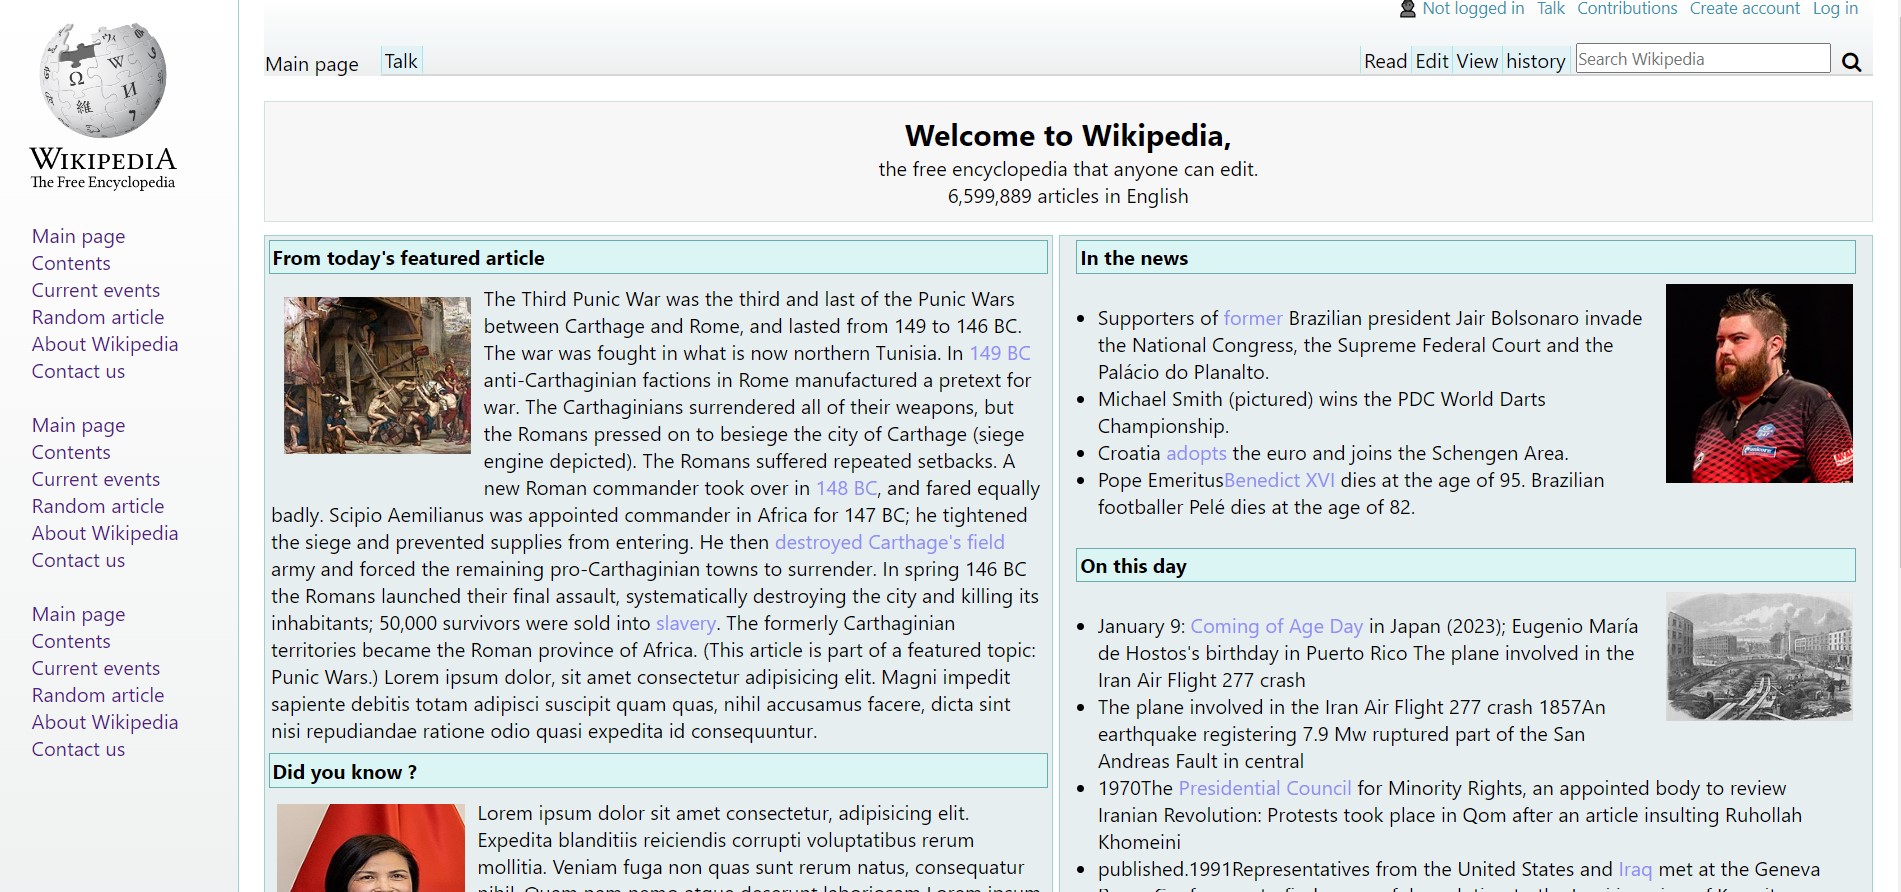 Not logged in Talk Contributions Create account Log in
Main page Talk
Read Edit View history Search Wikipedia
WIKIPEDIA
The Free Encyclopedia
Main page
Contents
Current events
Random article
About Wikipedia
Contact us
Main page
Contents
Current events
Random article
About Wikipedia
Contact us
Main page
Contents
Current events
Random article
About Wikipedia
Contact us
Welcome to Wikipedia,
the free encyclopedia that anyone can edit.
6,599,889 articles in English
From today's featured article
The Third Punic War was the third and last of the Punic Wars
between Carthage and Rome, and lasted from 149 to 146 BC.
The war was fought in what is now northern Tunisia. In 149 BC
anti-Carthaginian factions in Rome manufactured a pretext for
war. The Carthaginians surrendered all of their weapons, but
the Romans pressed on to besiege the city of Carthage (siege
engine depicted). The Romans suffered repeated setbacks. A
new Roman commander took over in 148 BC, and fared equally
badly. Scipio Aemilianus was appointed commander in Africa for 147 BC; he tightened
the siege and prevented supplies from entering. He then destroyed Carthage's field
army and forced the remaining pro-Carthaginian towns to surrender. In spring 146 BC
the Romans launched their final assault, systematically destroying the city and killing its
inhabitants; 50,000 survivors were sold into slavery. The formerly Carthaginian
territories became the Roman province of Africa. (This article is part of a featured topic:
Punic Wars.) Lorem ipsum dolor, sit amet consectetur adipisicing elit. Magni impedit
sapiente debitis totam adipisci suscipit quam quas, nihil accusamus facere, dicta sint
nisi repudiandae ratione odio quasi expedita id consequuntur.
Did you know ?
Lorem ipsum dolor sit amet consectetur, adipisicing elit.
Expedita blanditiis reiciendis corrupti voluptatibus rerum
mollitia. Veniam fuga non quas sunt rerum natus, consequatur
In the news
Supporters of former Brazilian president Jair Bolsonaro invade
the National Congress, the Supreme Federal Court and the
Palácio do Planalto.
Michael Smith (pictured) wins the PDC World Darts
Championship.
Croatia adopts the euro and joins the Schengen Area.
Pope EmeritusBenedict XVI dies at the age of 95. Brazilian
footballer Pelé dies at the age of 82.
On this day
January 9: Coming of Age Day in Japan (2023); Eugenio María
de Hostos's birthday in Puerto Rico The plane involved in the
Iran Air Flight 277 crash
The plane involved in the Iran Air Flight 277 crash 1857An
earthquake registering 7.9 Mw ruptured part of the San
Andreas Fault in central
1970The Presidential Council for Minority Rights, an appointed body to review
Iranian Revolution: Protests took place in Qom after an article insulting Ruhollah
Khomeini
published.1991Representatives from the United States and Iraq met at the Geneva